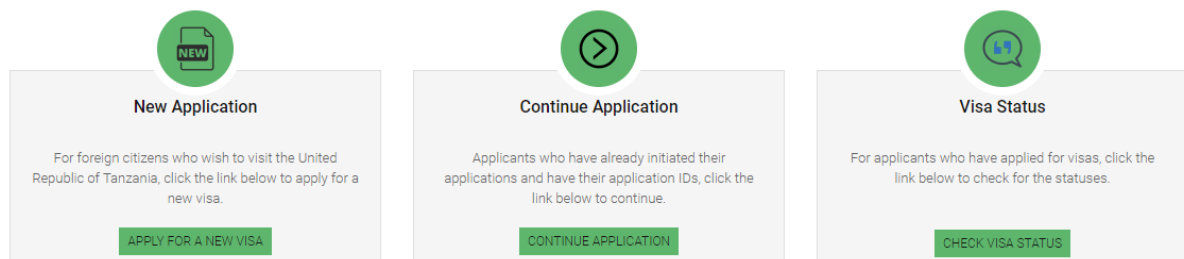 NEW
New Application
For foreign citizens who wish to visit the United
Republic of Tanzania, click the link below to apply for a
new visa.
APPLY FOR A NEW VISA
Continue Application
Applicants who have already initiated their
applications and have their application IDs, click the
link below to continue.
CONTINUE APPLICATION
Visa Status
For applicants who have applied for visas, click the
link below to check for the statuses.
CHECK VISA STATUS